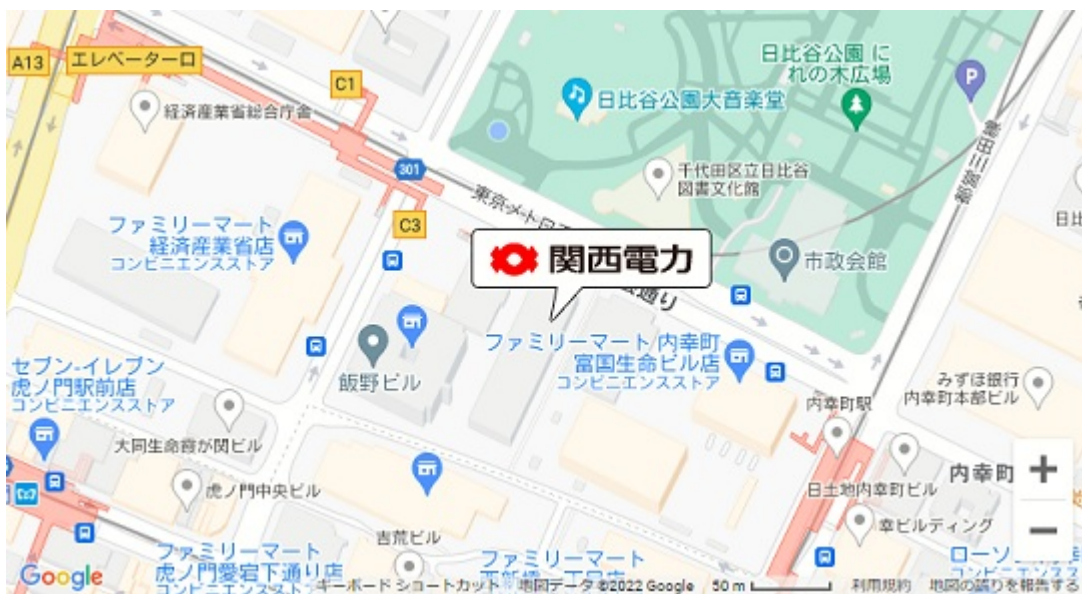 A13
エレベーター口
C1
経済産業省総合庁舎
日比谷公園 に
れの木広場
P
日比谷公園大音楽堂
都営三田線
301
千代田区立日比谷
図書文化館
東京メトロ
C3
ファミリーマート
経済産業省店
コンビニエンスストア
関西電力
市政会館
通り
ファミリーマート 内幸町
富国生命ビル店
コンビニエンスストア
セブン-イレブン
虎ノ門駅前店
コンビニエンスストア
飯野ビル
みずほ銀行
内幸町本部ビル
内幸町駅
大同生命霞が関ビル
虎ノ門中央ビル
日土地内幸町ビル
内幸町
+
−
吉荒ビル
幸ビルディング
ファミリーマート
虎ノ門愛宕下通り店
ファミリーマート
Google
キーボード ショートカット
地図データ ©2022 Google
50 m
利用規約
地図の誤りを報告する